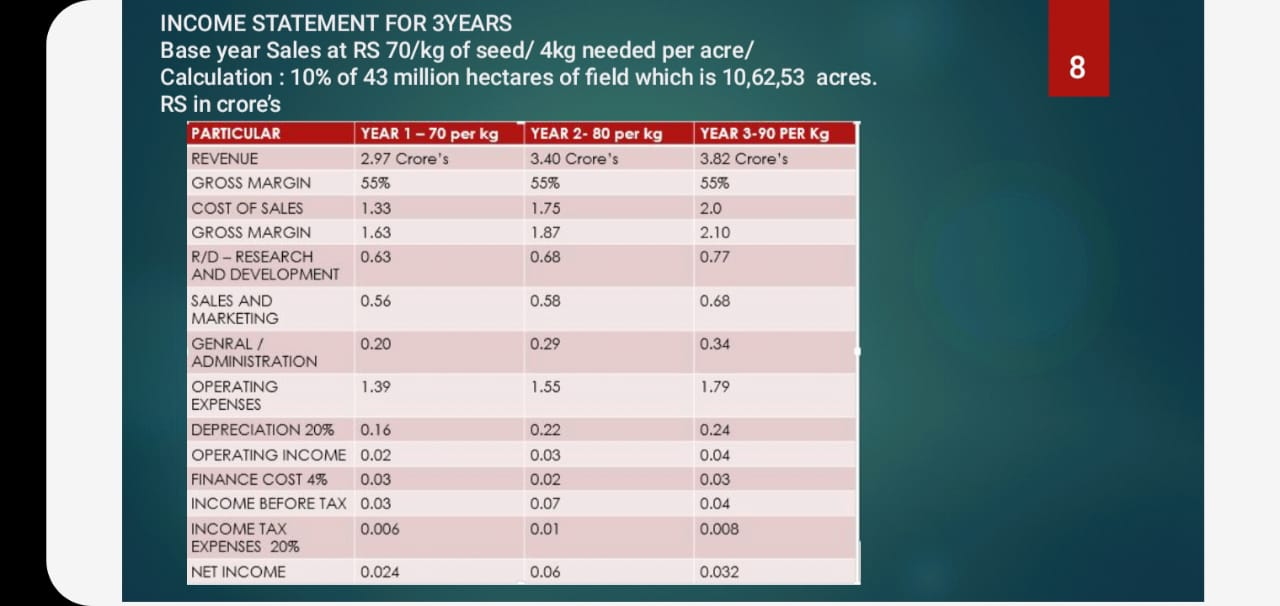 INCOME STATEMENT FOR 3YEARS
Base year Sales at RS 70/kg of seed/ 4kg needed per acre/
Calculation : 10% of 43 million hectares of field which is 10,62,53 acres.
RS in crore's
8
PARTICULAR YEAR 1 – 70 per kg YEAR 2- 80 per kg YEAR 3-90 PER Kg
REVENUE 2.97 Crore's 3.40 Crore's 3.82 Crore's
GROSS MARGIN 55% 55% 55%
COST OF SALES 1.33 1.75 2.0
GROSS MARGIN 1.63 1.87 2.10
R/D – RESEARCH 0.63 0.68 0.77
AND DEVELOPMENT
SALES AND 0.56 0.58 0.68
MARKETING
GENRAL / 0.20 0.29 0.34
ADMINISTRATION
OPERATING 1.39 1.55 1.79
EXPENSES
DEPRECIATION 20% 0.16 0.22 0.24
OPERATING INCOME 0.02 0.03 0.04
FINANCE COST 4% 0.03 0.02 0.03
INCOME BEFORE TAX 0.03 0.07 0.04
INCOME TAX 0.006 0.01 0.008
EXPENSES 20%
NET INCOME 0.024 0.06 0.032